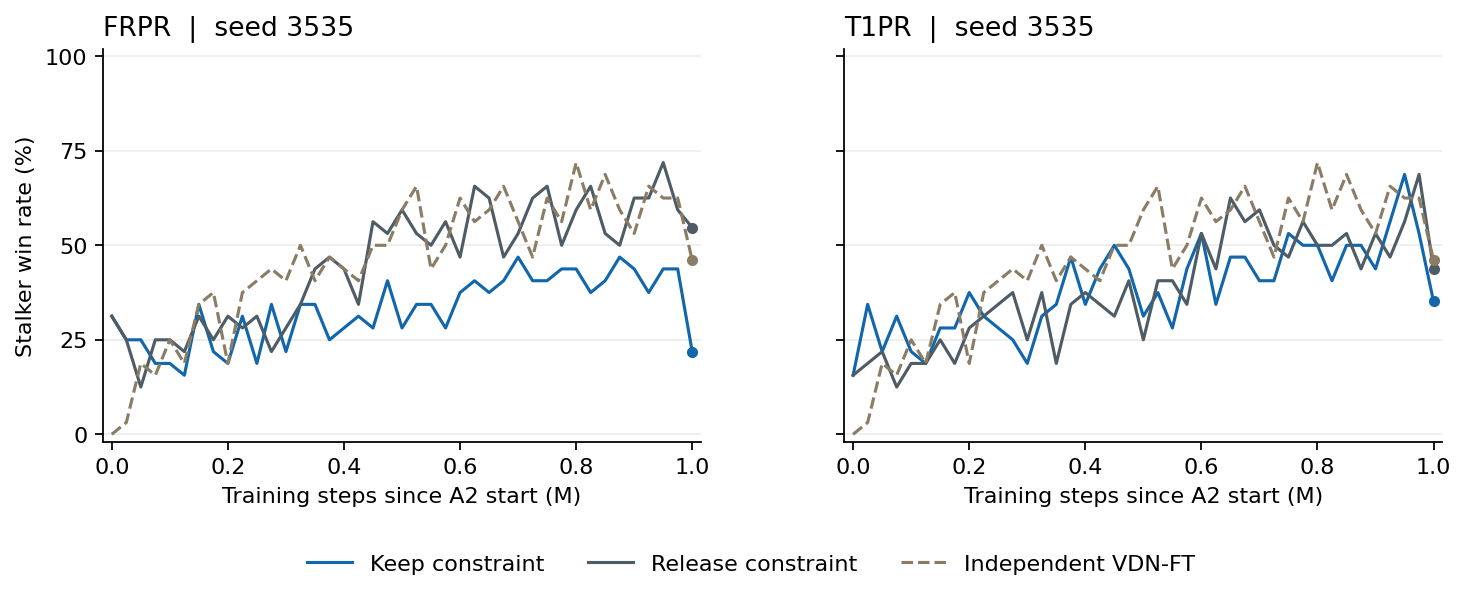 FRPR | seed 3535
T1PR | seed 3535
Stalker win rate (%)
100
75
50
25
0
0.0 0.2 0.4 0.6 0.8 1.0
0.0 0.2 0.4 0.6 0.8 1.0
Training steps since A2 start (M)
Training steps since A2 start (M)
Keep constraint
Release constraint
Independent VDN-FT